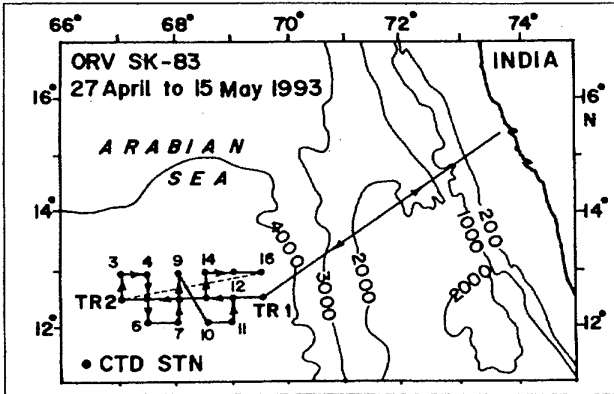 66° 68° 70° 72° 74°
ORV SK-83
27 April to 15 May 1993
INDIA
16° 16°
N
ARABIAN
SEA
14° 14°
4000
3000
1000
200
2000
3 4 9 14 16
12
TR2 TR1
6 7 10 11
12° 12°
• CTD STN